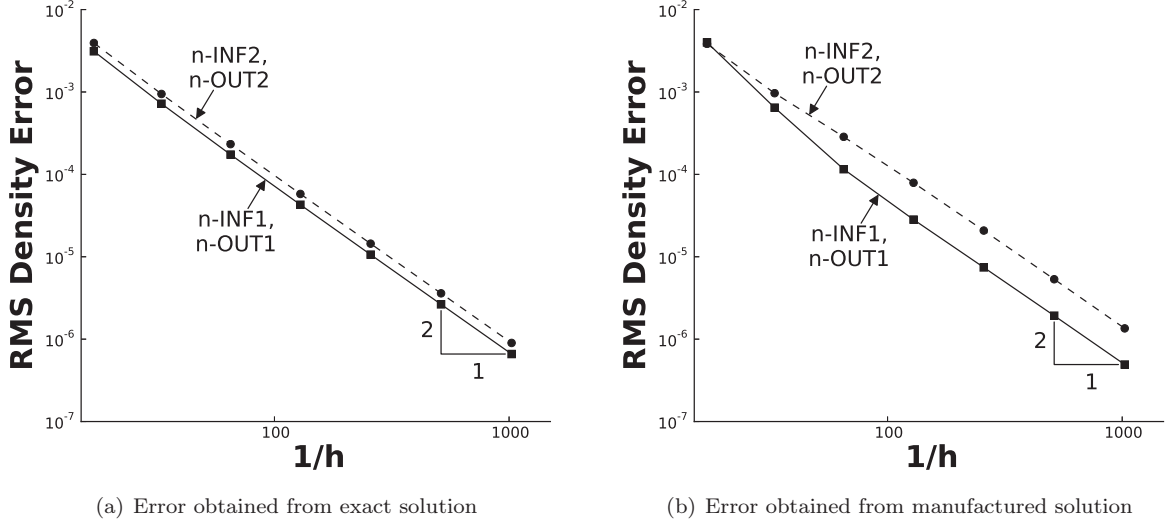 RMS Density Error
10-2
10-3
10-4
10-5
10-6
10-7
n-INF2,
n-OUT2
n-INF1,
n-OUT1
2
1
100
1000
1/h
(a) Error obtained from exact solution
RMS Density Error
10-2
10-3
10-4
10-5
10-6
10-7
n-INF2,
n-OUT2
n-INF1,
n-OUT1
2
1
100
1000
1/h
(b) Error obtained from manufactured solution